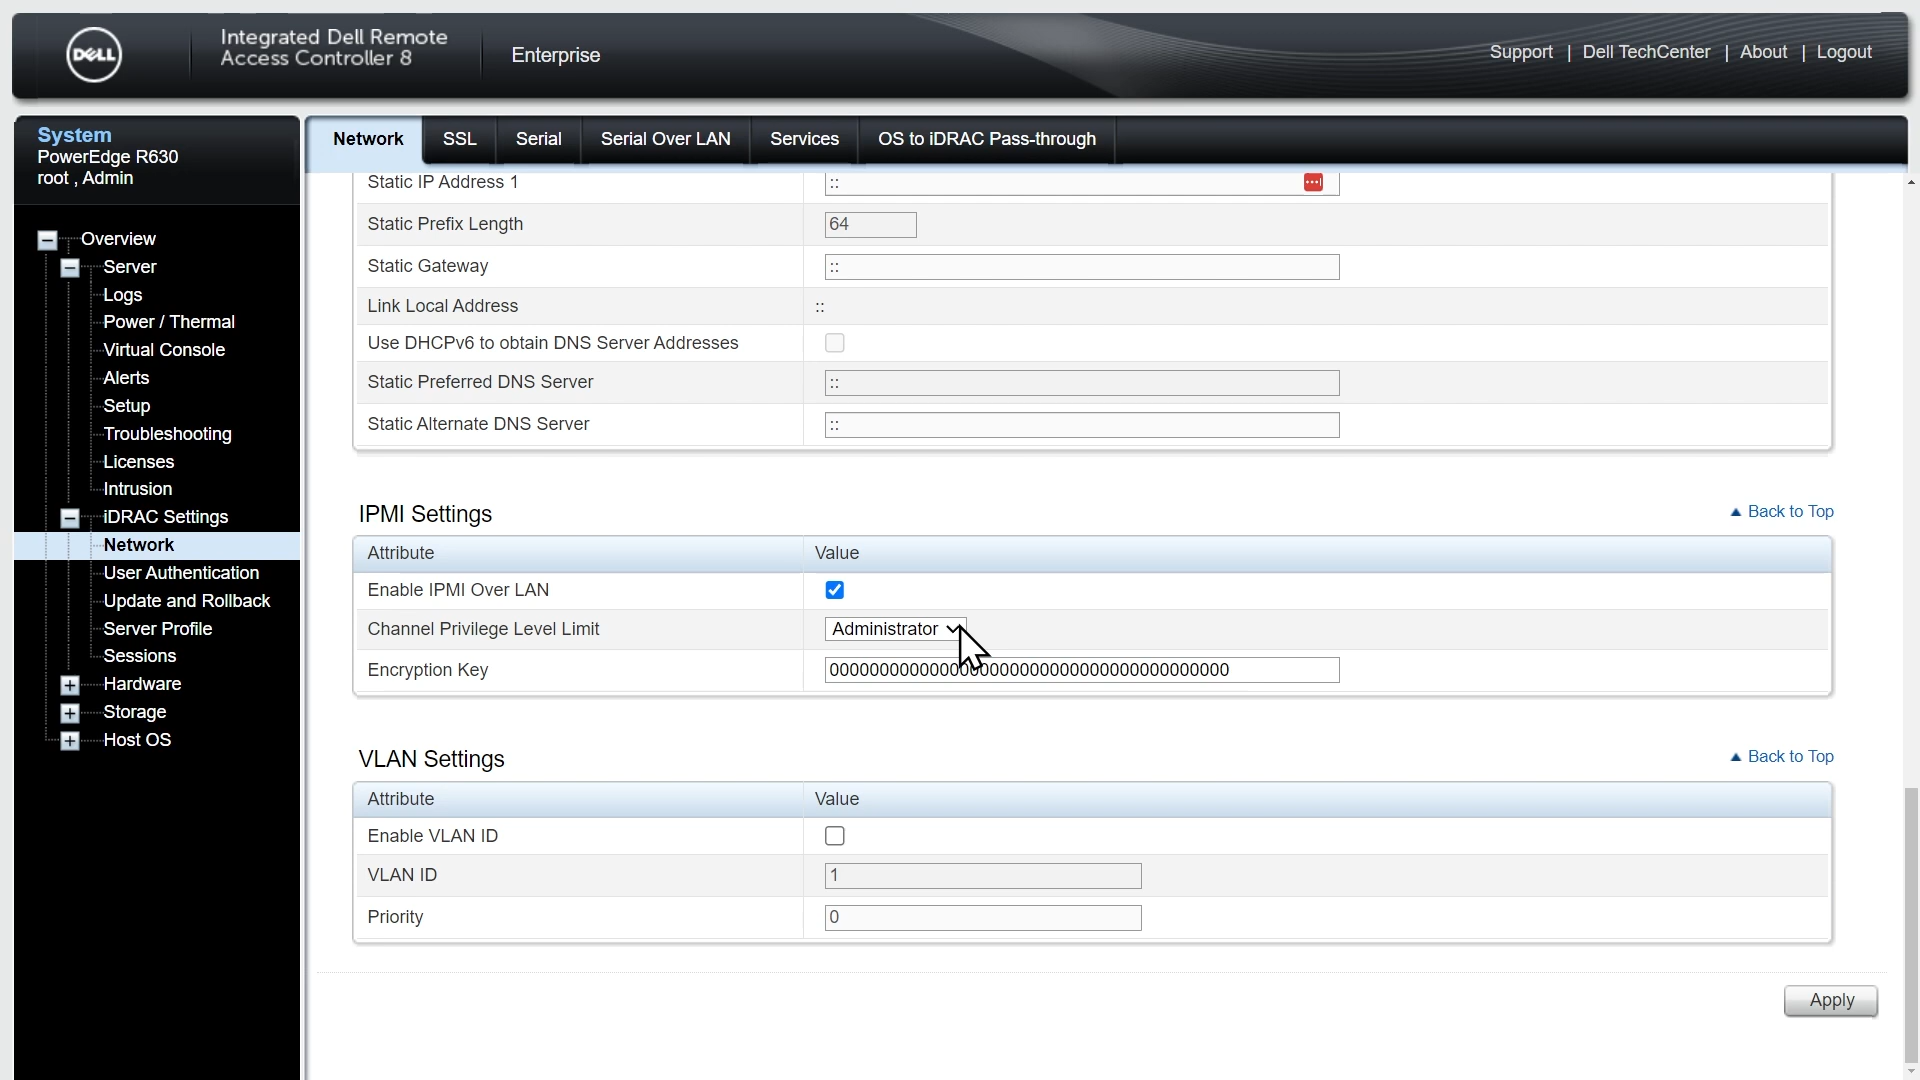 DELL
Integrated Dell Remote
Access Controller 8
Enterprise
Support | Dell TechCenter | About | Logout
System
PowerEdge R630
root , Admin
Overview
Server
Logs
Power / Thermal
Virtual Console
Alerts
Setup
Troubleshooting
Licenses
Intrusion
iDRAC Settings
Network
User Authentication
Update and Rollback
Server Profile
Sessions
Hardware
Storage
Host OS
Network SSL Serial Serial Over LAN Services OS to iDRAC Pass-through
Static IP Address 1 ::
Static Prefix Length 64
Static Gateway ::
Link Local Address ::
Use DHCPv6 to obtain DNS Server Addresses
Static Preferred DNS Server ::
Static Alternate DNS Server ::
IPMI Settings Back to Top
Attribute Value
Enable IPMI Over LAN
Channel Privilege Level Limit Administrator
Encryption Key 0000000000000000000000000000000000000000
VLAN Settings Back to Top
Attribute Value
Enable VLAN ID
VLAN ID 1
Priority 0
Apply